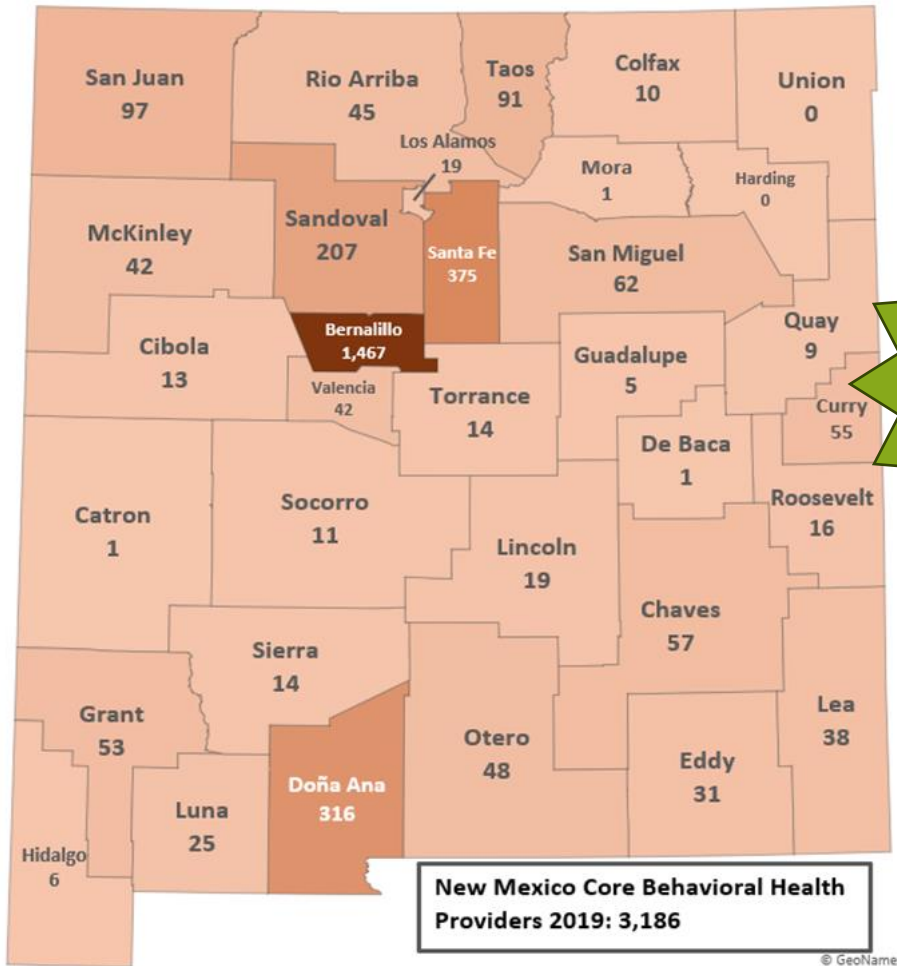 San Juan
97
Rio Arriba
45
Taos
91
Colfax
10
Union
0
Los Alamos
19
Mora
1
Harding
0
McKinley
42
Sandoval
207
Santa Fe
375
San Miguel
62
Bernalillo
1,467
Cibola
13
Valencia
42
Torrance
14
Guadalupe
5
Quay
9
Curry
55
De Baca
1
Roosevelt
16
Catron
1
Socorro
11
Lincoln
19
Chaves
57
Sierra
14
Grant
53
Otero
48
Lea
38
Eddy
31
Doña Ana
316
Luna
25
Hidalgo
6
New Mexico Core Behavioral Health
Providers 2019: 3,186
© GeoName